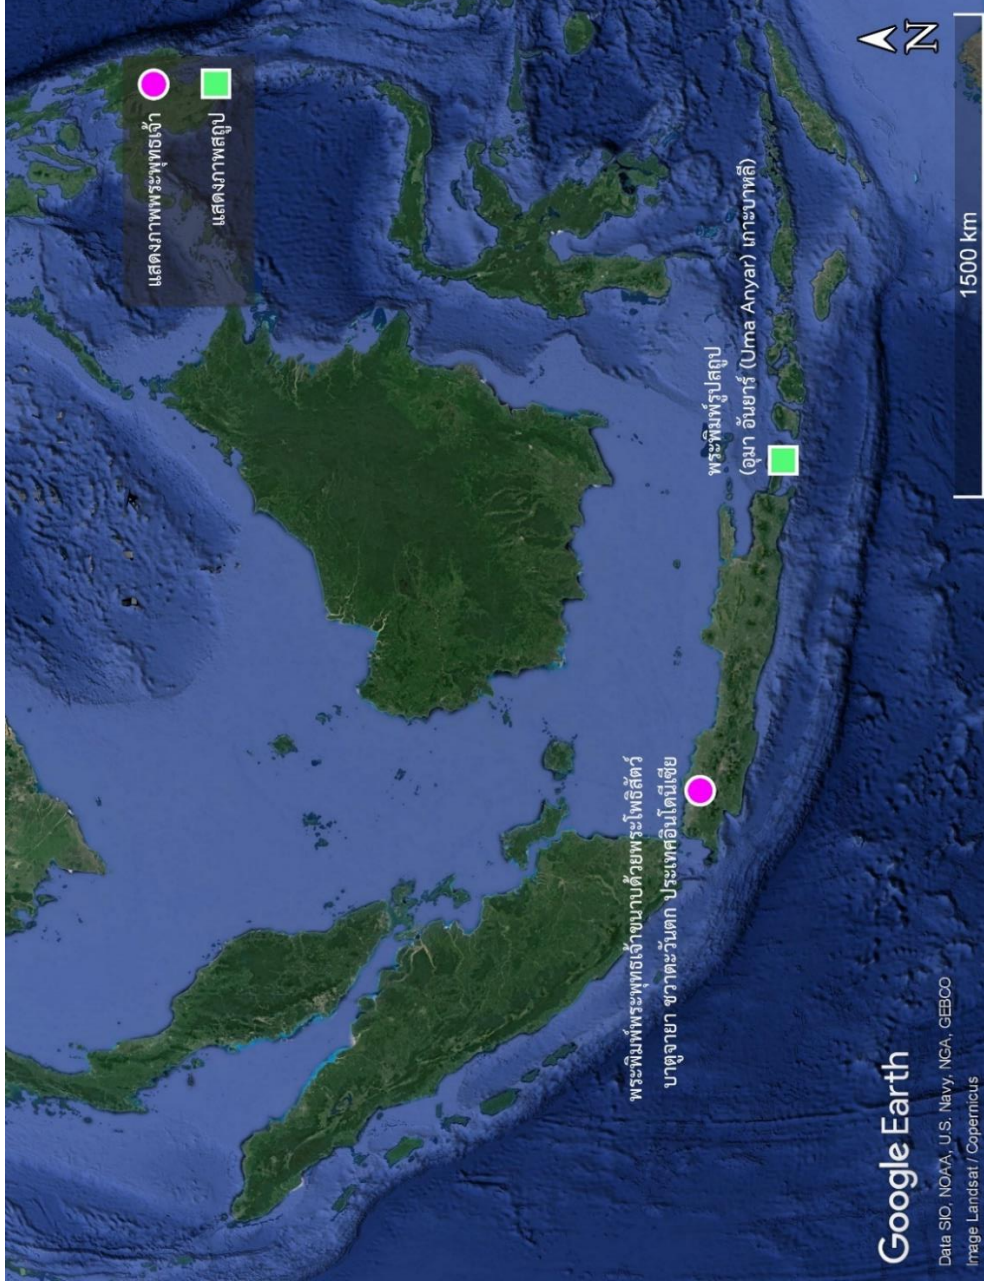 แสดงภาพพระพุทธเจ้า
แสดงภาพสถูป
พระพิมพ์รูปสถูป
(อุมา อันยาร์ (Uma Anyar) เกาะบาหลี)
พระพิมพ์พระพุทธเจ้าขนาบด้วยพระโพธิสัตว์
บาตูจายา ชวาตะวันตก ประเทศอินโดนีเซีย
Google Earth
Data SIO, NOAA, U.S. Navy, NGA, GEBCO
Image Landsat / Copernicus
N
1500 km